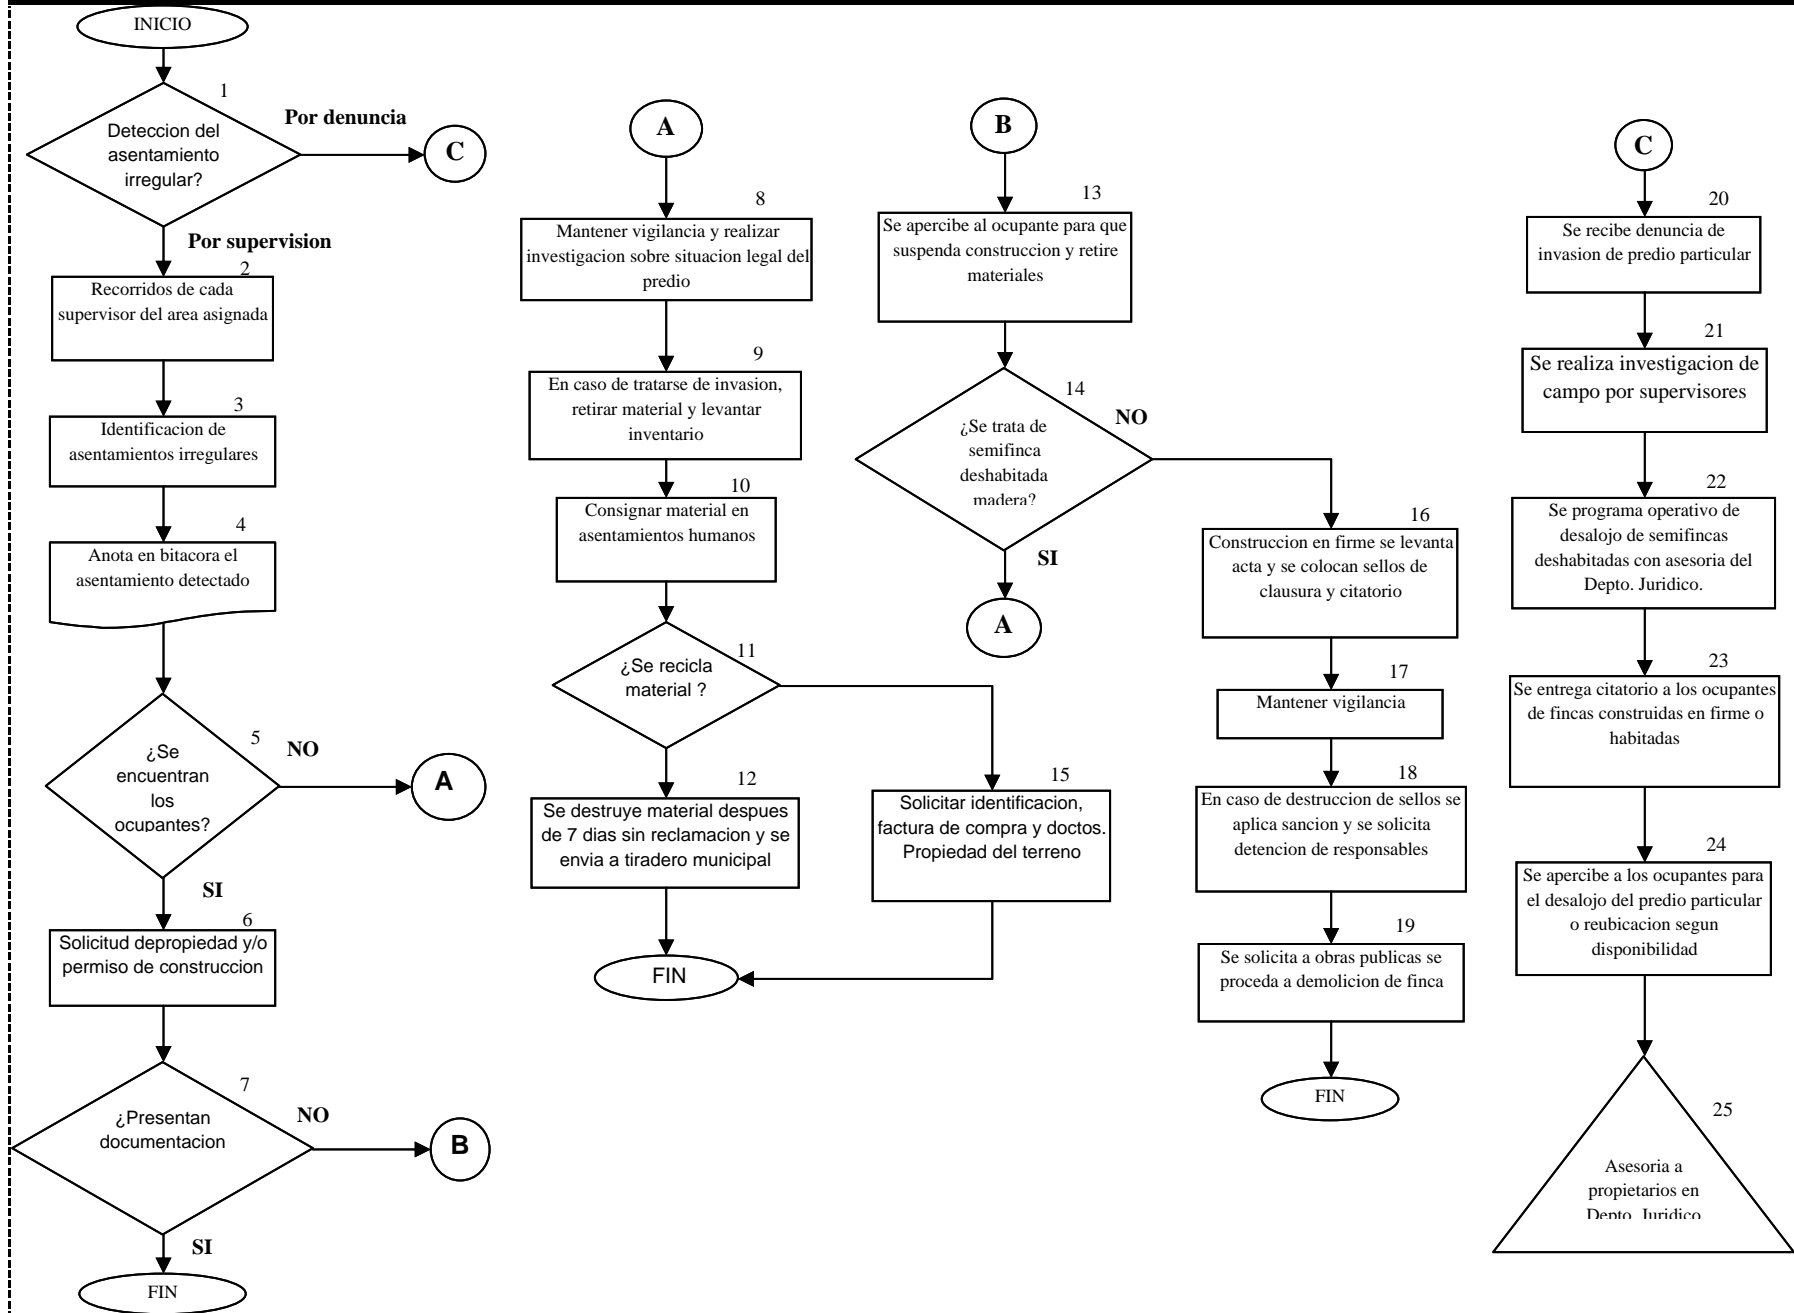 INICIO
1
Deteccion del
asentamiento
irregular?
Por denuncia
C
Por supervision
2
Recorridos de cada
supervisor del area asignada
3
Identificacion de
asentamientos irregulares
4
Anota en bitacora el
asentamiento detectado
5
¿Se
encuentran
los
ocupantes?
NO
A
SI
6
Solicitud depropiedad y/o
permiso de construccion
7
¿Presentan
documentacion
NO
B
SI
FIN
A
8
Mantener vigilancia y realizar
investigacion sobre situacion legal del
predio
9
En caso de tratarse de invasion,
retirar material y levantar
inventario
10
Consignar material en
asentamientos humanos
11
¿Se recicla
material ?
12
Se destruye material despues
de 7 dias sin reclamacion y se
envia a tiradero municipal
15
Solicitar identificacion,
factura de compra y doctos.
Propiedad del terreno
FIN
B
13
Se apercibe al ocupante para que
suspenda construccion y retire
materiales
14
¿Se trata de
semifinca
deshabitada
madera?
NO
SI
A
16
Construccion en firme se levanta
acta y se colocan sellos de
clausura y citatorio
17
Mantener vigilancia
18
En caso de destruccion de sellos se
aplica sancion y se solicita
detencion de responsables
19
Se solicita a obras publicas se
proceda a demolicion de finca
FIN
C
20
Se recibe denuncia de
invasion de predio particular
21
Se realiza investigacion de
campo por supervisores
22
Se programa operativo de
desalojo de semifincas
deshabitadas con asesoria del
Depto. Juridico.
23
Se entrega citatorio a los ocupantes
de fincas construidas en firme o
habitadas
24
Se apercibe a los ocupantes para
el desalojo del predio particular
o reubicacion segun
disponibilidad
25
Asesoria a
propietarios en
Depto. Juridico